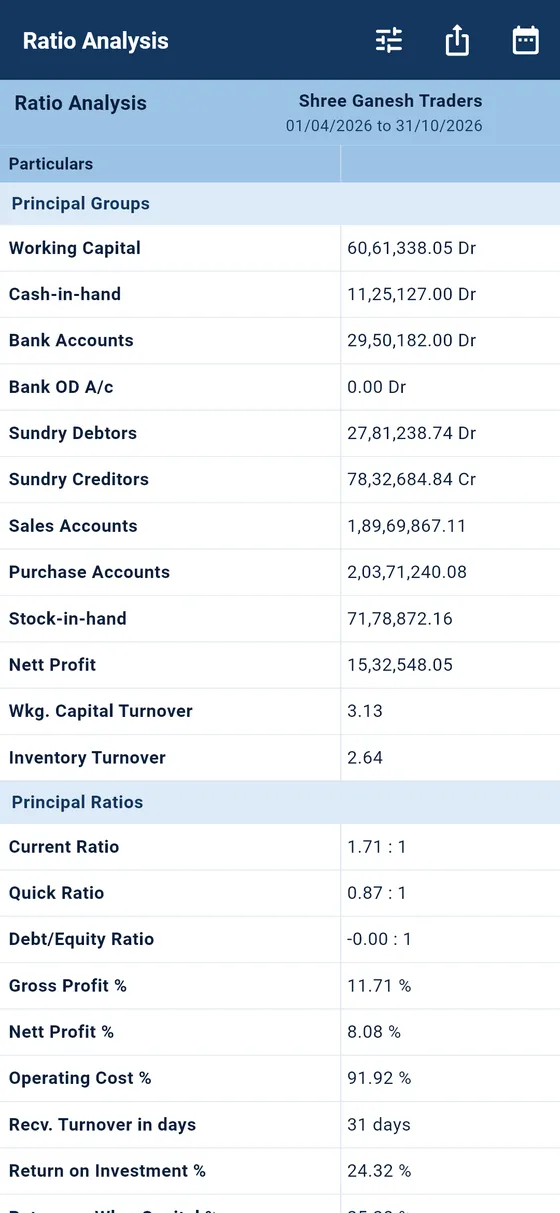 Ratio Analysis
Ratio Analysis
Shree Ganesh Traders
01/04/2026 to 31/10/2026
Particulars
Principal Groups
Working Capital 60,61,338.05 Dr
Cash-in-hand 11,25,127.00 Dr
Bank Accounts 29,50,182.00 Dr
Bank OD A/c 0.00 Dr
Sundry Debtors 27,81,238.74 Dr
Sundry Creditors 78,32,684.84 Cr
Sales Accounts 1,89,69,867.11
Purchase Accounts 2,03,71,240.08
Stock-in-hand 71,78,872.16
Nett Profit 15,32,548.05
Wkg. Capital Turnover 3.13
Inventory Turnover 2.64
Principal Ratios
Current Ratio 1.71 : 1
Quick Ratio 0.87 : 1
Debt/Equity Ratio -0.00 : 1
Gross Profit % 11.71 %
Nett Profit % 8.08 %
Operating Cost % 91.92 %
Recv. Turnover in days 31 days
Return on Investment % 24.32 %